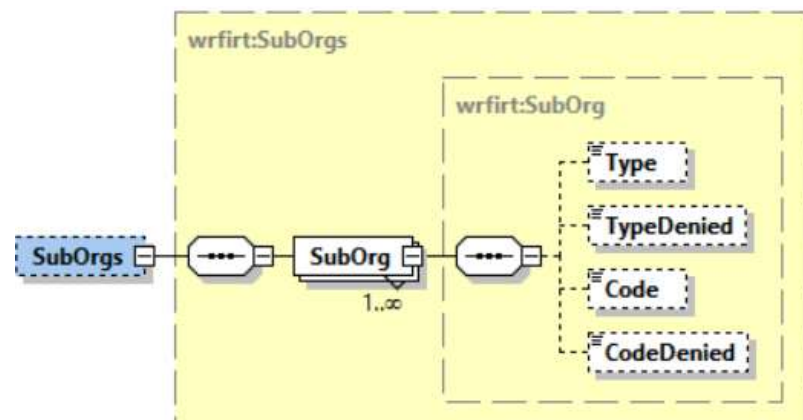 wrfirt:SubOrgs
wrfirt:SubOrg
Type
TypeDenied
SubOrgs
SubOrg
1..∞
Code
CodeDenied